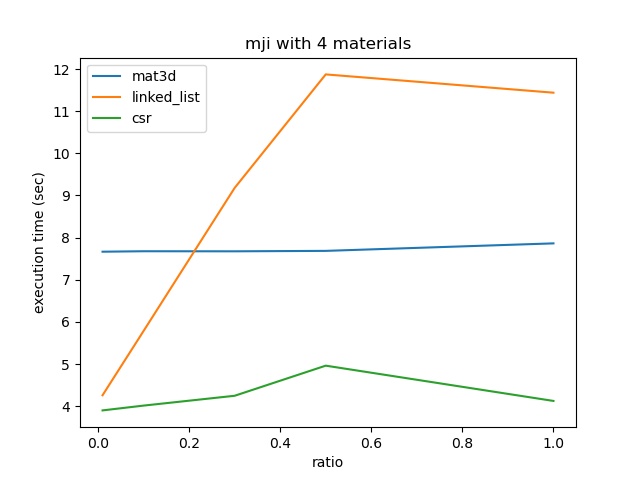 mji with 4 materials
mat3d
linked_list
csr
execution time (sec)
12
11
10
9
8
7
6
5
4
0.0 0.2 0.4 0.6 0.8 1.0
ratio